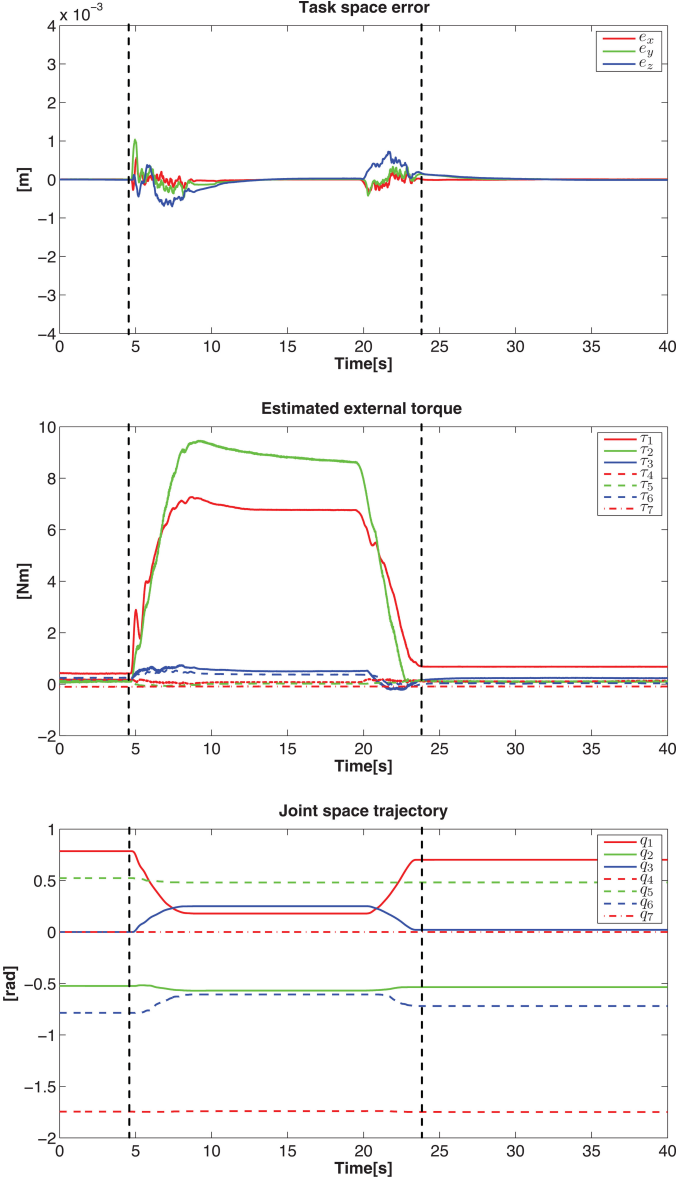 Task space error
x 10⁻³
4
3
2
1
0
−1
−2
−3
−4
[m]
e_x
e_y
e_z
0 5 10 15 20 25 30 35 40
Time[s]
Estimated external torque
10
8
6
4
2
0
−2
[Nm]
τ_1
τ_2
τ_3
τ_4
τ_5
τ_6
τ_7
0 5 10 15 20 25 30 35 40
Time[s]
Joint space trajectory
1
0.5
0
−0.5
−1
−1.5
−2
[rad]
q_1
q_2
q_3
q_4
q_5
q_6
q_7
0 5 10 15 20 25 30 35 40
Time[s]